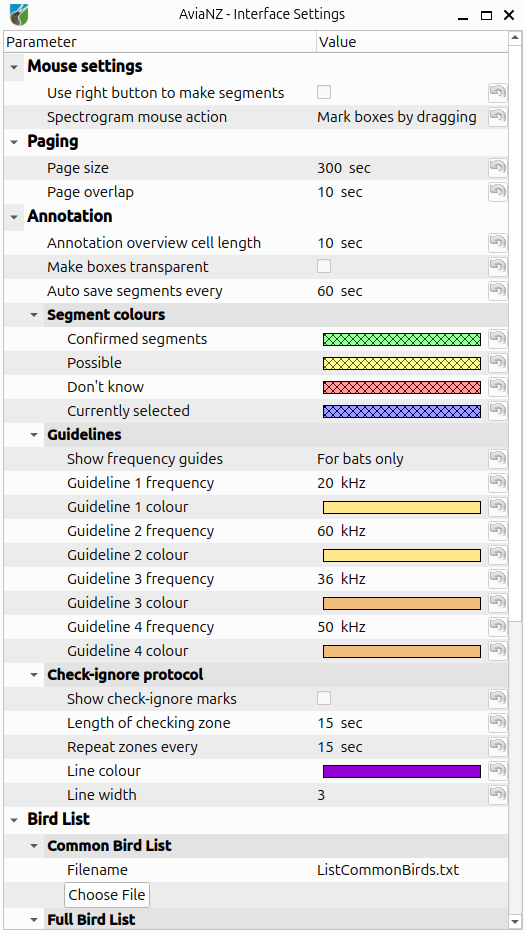 AviaNZ - Interface Settings
Parameter Value
Mouse settings
Use right button to make segments
Spectrogram mouse action Mark boxes by dragging
Paging
Page size 300 sec
Page overlap 10 sec
Annotation
Annotation overview cell length 10 sec
Make boxes transparent
Auto save segments every 60 sec
Segment colours
Confirmed segments
Possible
Don't know
Currently selected
Guidelines
Show frequency guides For bats only
Guideline 1 frequency 20 kHz
Guideline 1 colour
Guideline 2 frequency 60 kHz
Guideline 2 colour
Guideline 3 frequency 36 kHz
Guideline 3 colour
Guideline 4 frequency 50 kHz
Guideline 4 colour
Check-ignore protocol
Show check-ignore marks
Length of checking zone 15 sec
Repeat zones every 15 sec
Line colour
Line width 3
Bird List
Common Bird List
Filename ListCommonBirds.txt
Choose File
Full Bird List